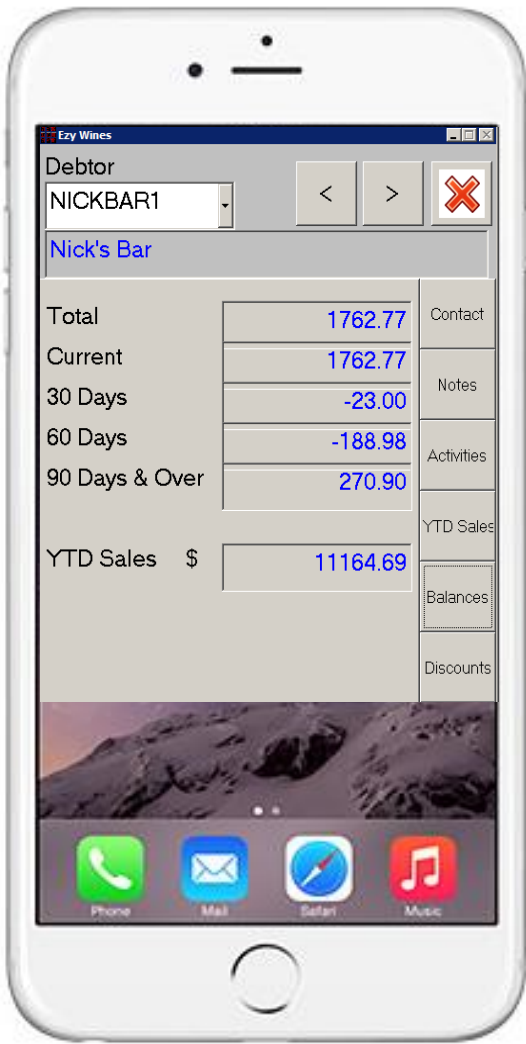 Ezy Wines
Debtor
NICKBAR1
< >
Nick's Bar
Total 1762.77
Current 1762.77
30 Days -23.00
60 Days -188.98
90 Days & Over 270.90
YTD Sales $ 11164.69
Contact
Notes
Activities
YTD Sales
Balances
Discounts
Phone Mail Safari Music